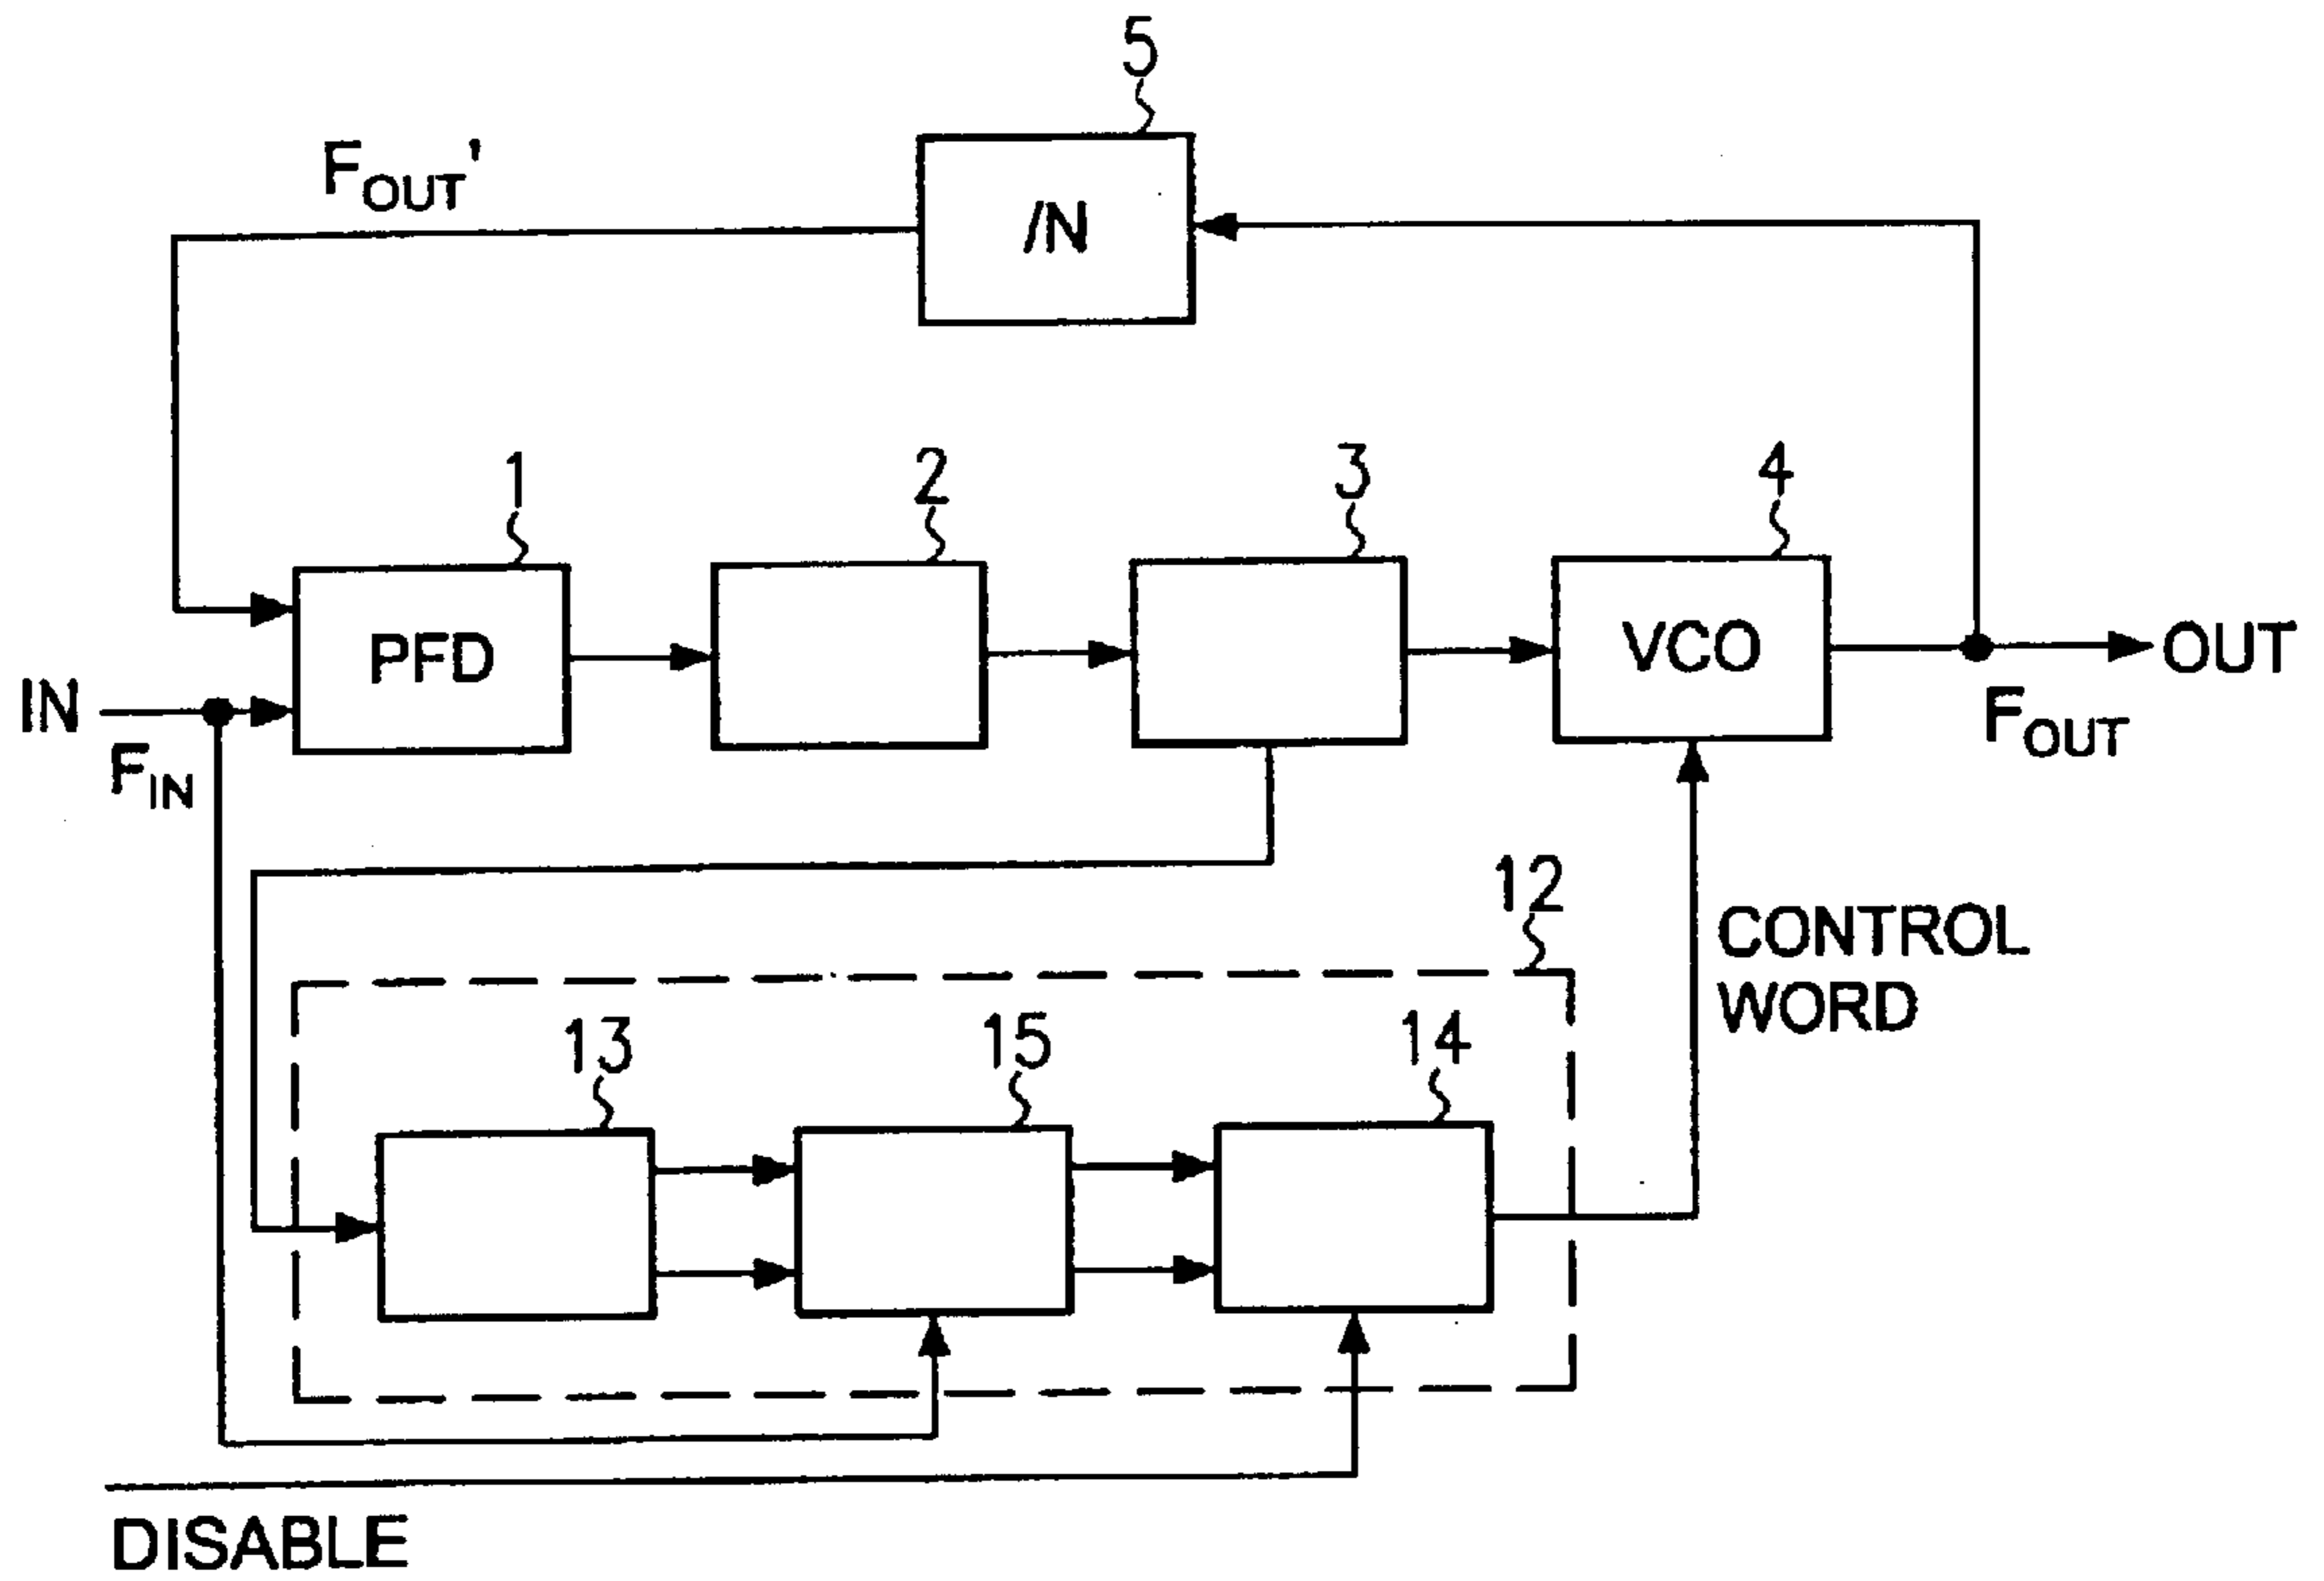 5
F_OUT'
/N
1
2
3
4
PFD
VCO
IN
F_IN
OUT
F_OUT
12
CONTROL
WORD
13
15
14
DISABLE